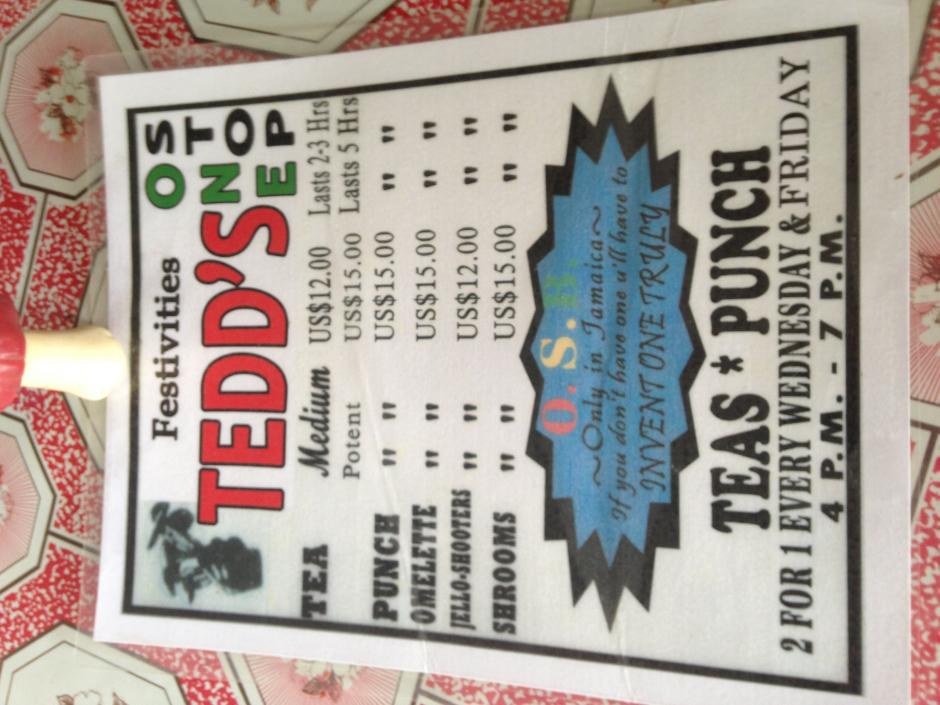 Festivities
TEDD'S
ONE
STOP
TEA Medium US$12.00 Lasts 2-3 Hrs
Potent US$15.00 Lasts 5 Hrs
PUNCH " " US$15.00 " "
OMELETTE " " US$15.00 " "
JELLO-SHOOTERS " " US$12.00 " "
SHROOMS " " US$15.00 " "
O. S. H.
~Only in Jamaica~
If you don't have one u'll have to
INVENT ONE TRULY
TEAS * PUNCH
2 FOR 1 EVERY WEDNESDAY & FRIDAY
4 P.M. - 7 P.M.